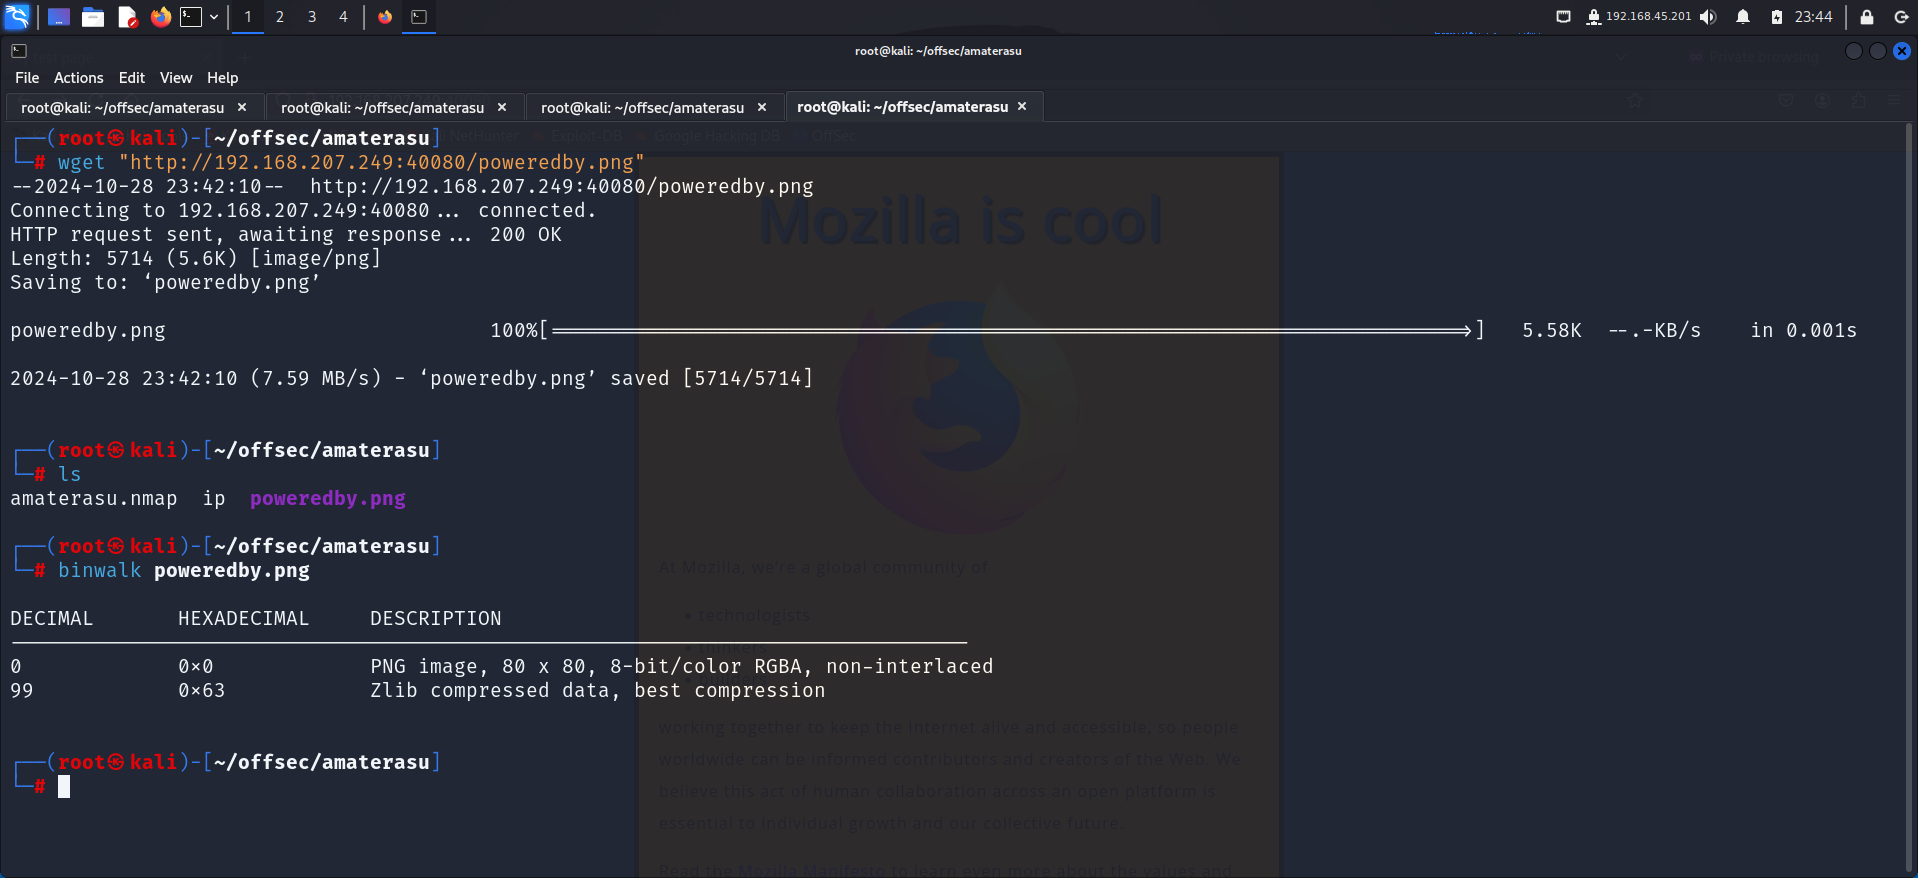 1 2 3 4 192.168.45.201 23:44
root@kali: ~/offsec/amaterasu
File Actions Edit View Help
root@kali: ~/offsec/amaterasu × root@kali: ~/offsec/amaterasu × root@kali: ~/offsec/amaterasu × root@kali: ~/offsec/amaterasu ×
Private browsing
NetHunter Exploit-DB Google Hacking DB OffSec
┌──(root㉿kali)-[~/offsec/amaterasu]
└─# wget "http://192.168.207.249:40080/poweredby.png"
--2024-10-28 23:42:10-- http://192.168.207.249:40080/poweredby.png
Connecting to 192.168.207.249:40080... connected.
HTTP request sent, awaiting response... 200 OK
Length: 5714 (5.6K) [image/png]
Saving to: ‘poweredby.png’
poweredby.png 100%[===================>] 5.58K --.-KB/s in 0.001s
2024-10-28 23:42:10 (7.59 MB/s) - ‘poweredby.png’ saved [5714/5714]
┌──(root㉿kali)-[~/offsec/amaterasu]
└─# ls
amaterasu.nmap ip poweredby.png
┌──(root㉿kali)-[~/offsec/amaterasu]
└─# binwalk poweredby.png
DECIMAL HEXADECIMAL DESCRIPTION
0 0x0 PNG image, 80 x 80, 8-bit/color RGBA, non-interlaced
99 0x63 Zlib compressed data, best compression
┌──(root㉿kali)-[~/offsec/amaterasu]
└─#
Mozilla is cool
At Mozilla, we're a global community of
• technologists
• thinkers
working together to keep the Internet alive and accessible, so people
worldwide can be informed contributors and creators of the Web. We
believe this act of human collaboration across an open platform is
essential to individual growth and our collective future.
Read the Mozilla Manifesto to learn even more about the values and